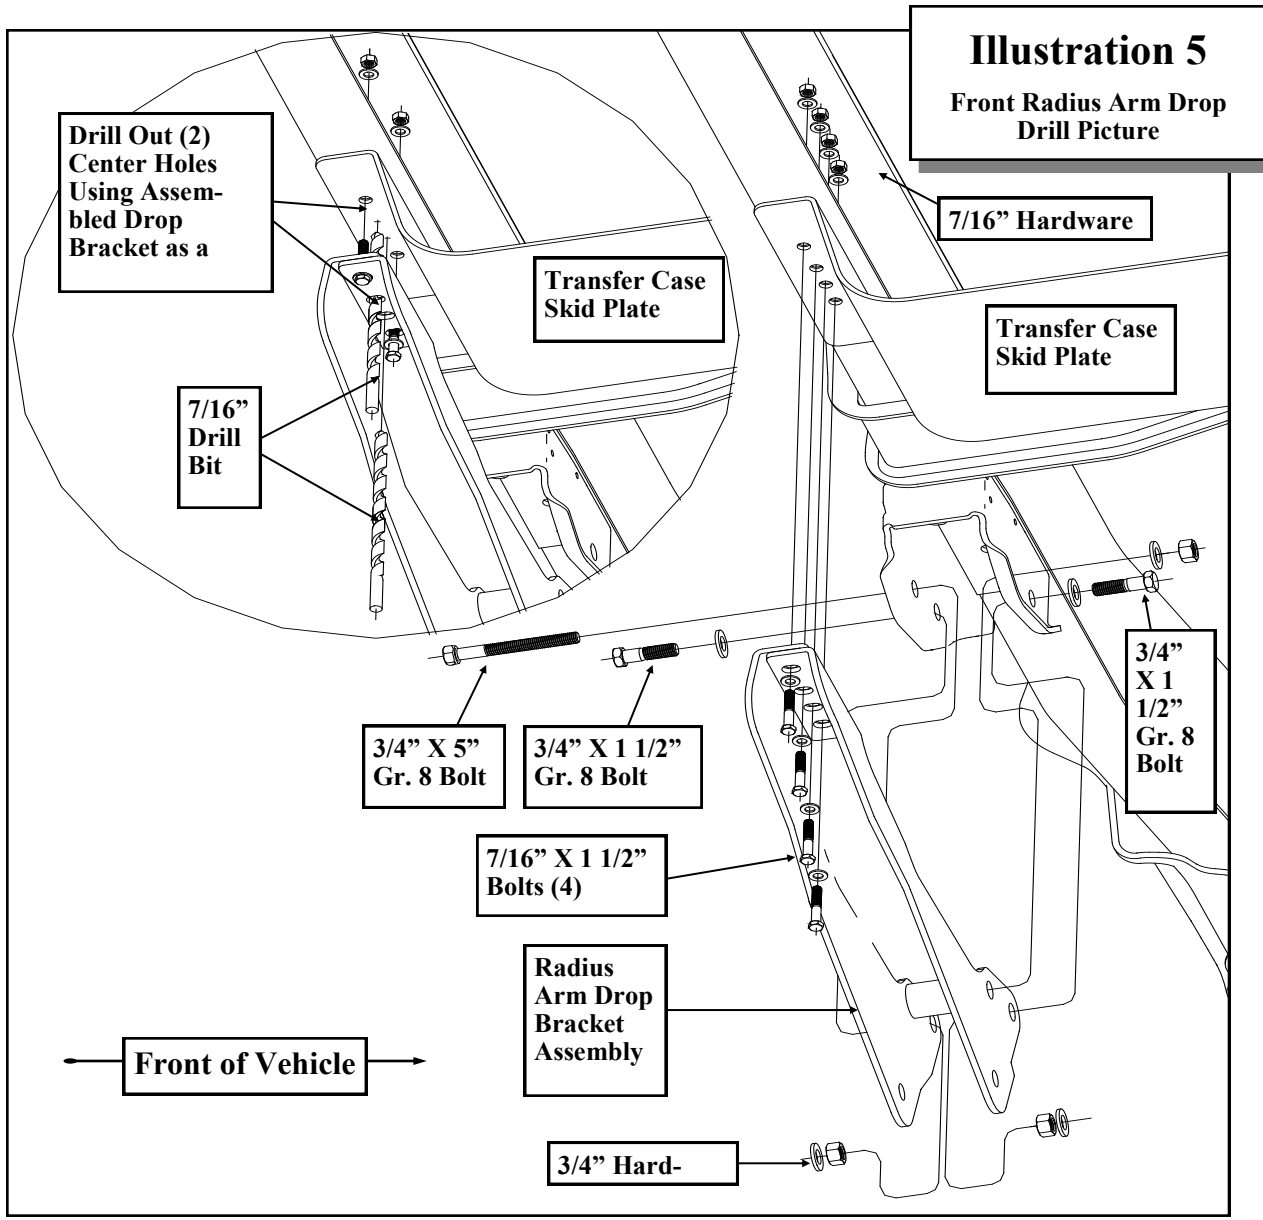 Illustration 5
Front Radius Arm Drop
Drill Picture
Drill Out (2)
Center Holes
Using Assem-
bled Drop
Bracket as a
7/16” Hardware
Transfer Case
Skid Plate
Transfer Case
Skid Plate
7/16”
Drill
Bit
3/4”
X 1
1/2”
Gr. 8
Bolt
3/4” X 5”
Gr. 8 Bolt
3/4” X 1 1/2”
Gr. 8 Bolt
7/16” X 1 1/2”
Bolts (4)
Radius
Arm Drop
Bracket
Assembly
Front of Vehicle
3/4” Hard-